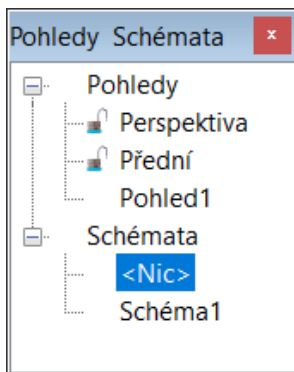 Pohledy Schémata
Pohledy
Perspektiva
Přední
Pohled1
Schémata
<Nic>
Schéma1